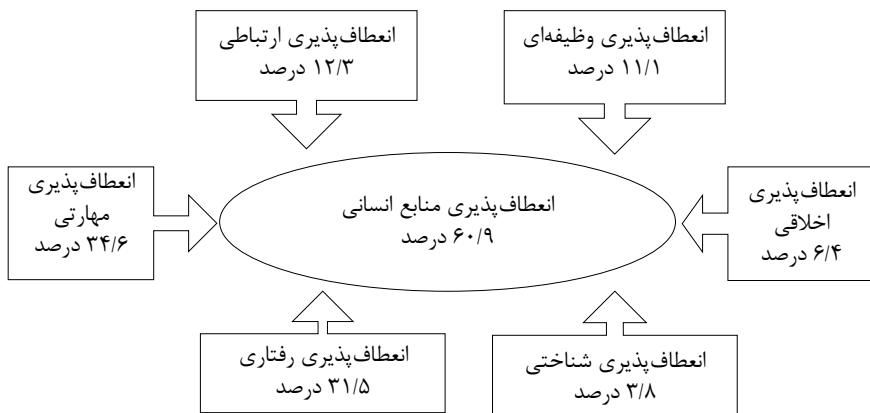 انعطاف‌پذیری وظیفه‌ای
۱۱/۱ درصد
انعطاف‌پذیری ارتباطی
۱۲/۳ درصد
انعطاف‌پذیری
اخلاقی
۶/۴ درصد
انعطاف‌پذیری منابع انسانی
۶۰/۹ درصد
انعطاف‌پذیری
مهارتی
۳۴/۶ درصد
انعطاف‌پذیری شناختی
۳/۸ درصد
انعطاف‌پذیری رفتاری
۳۱/۵ درصد